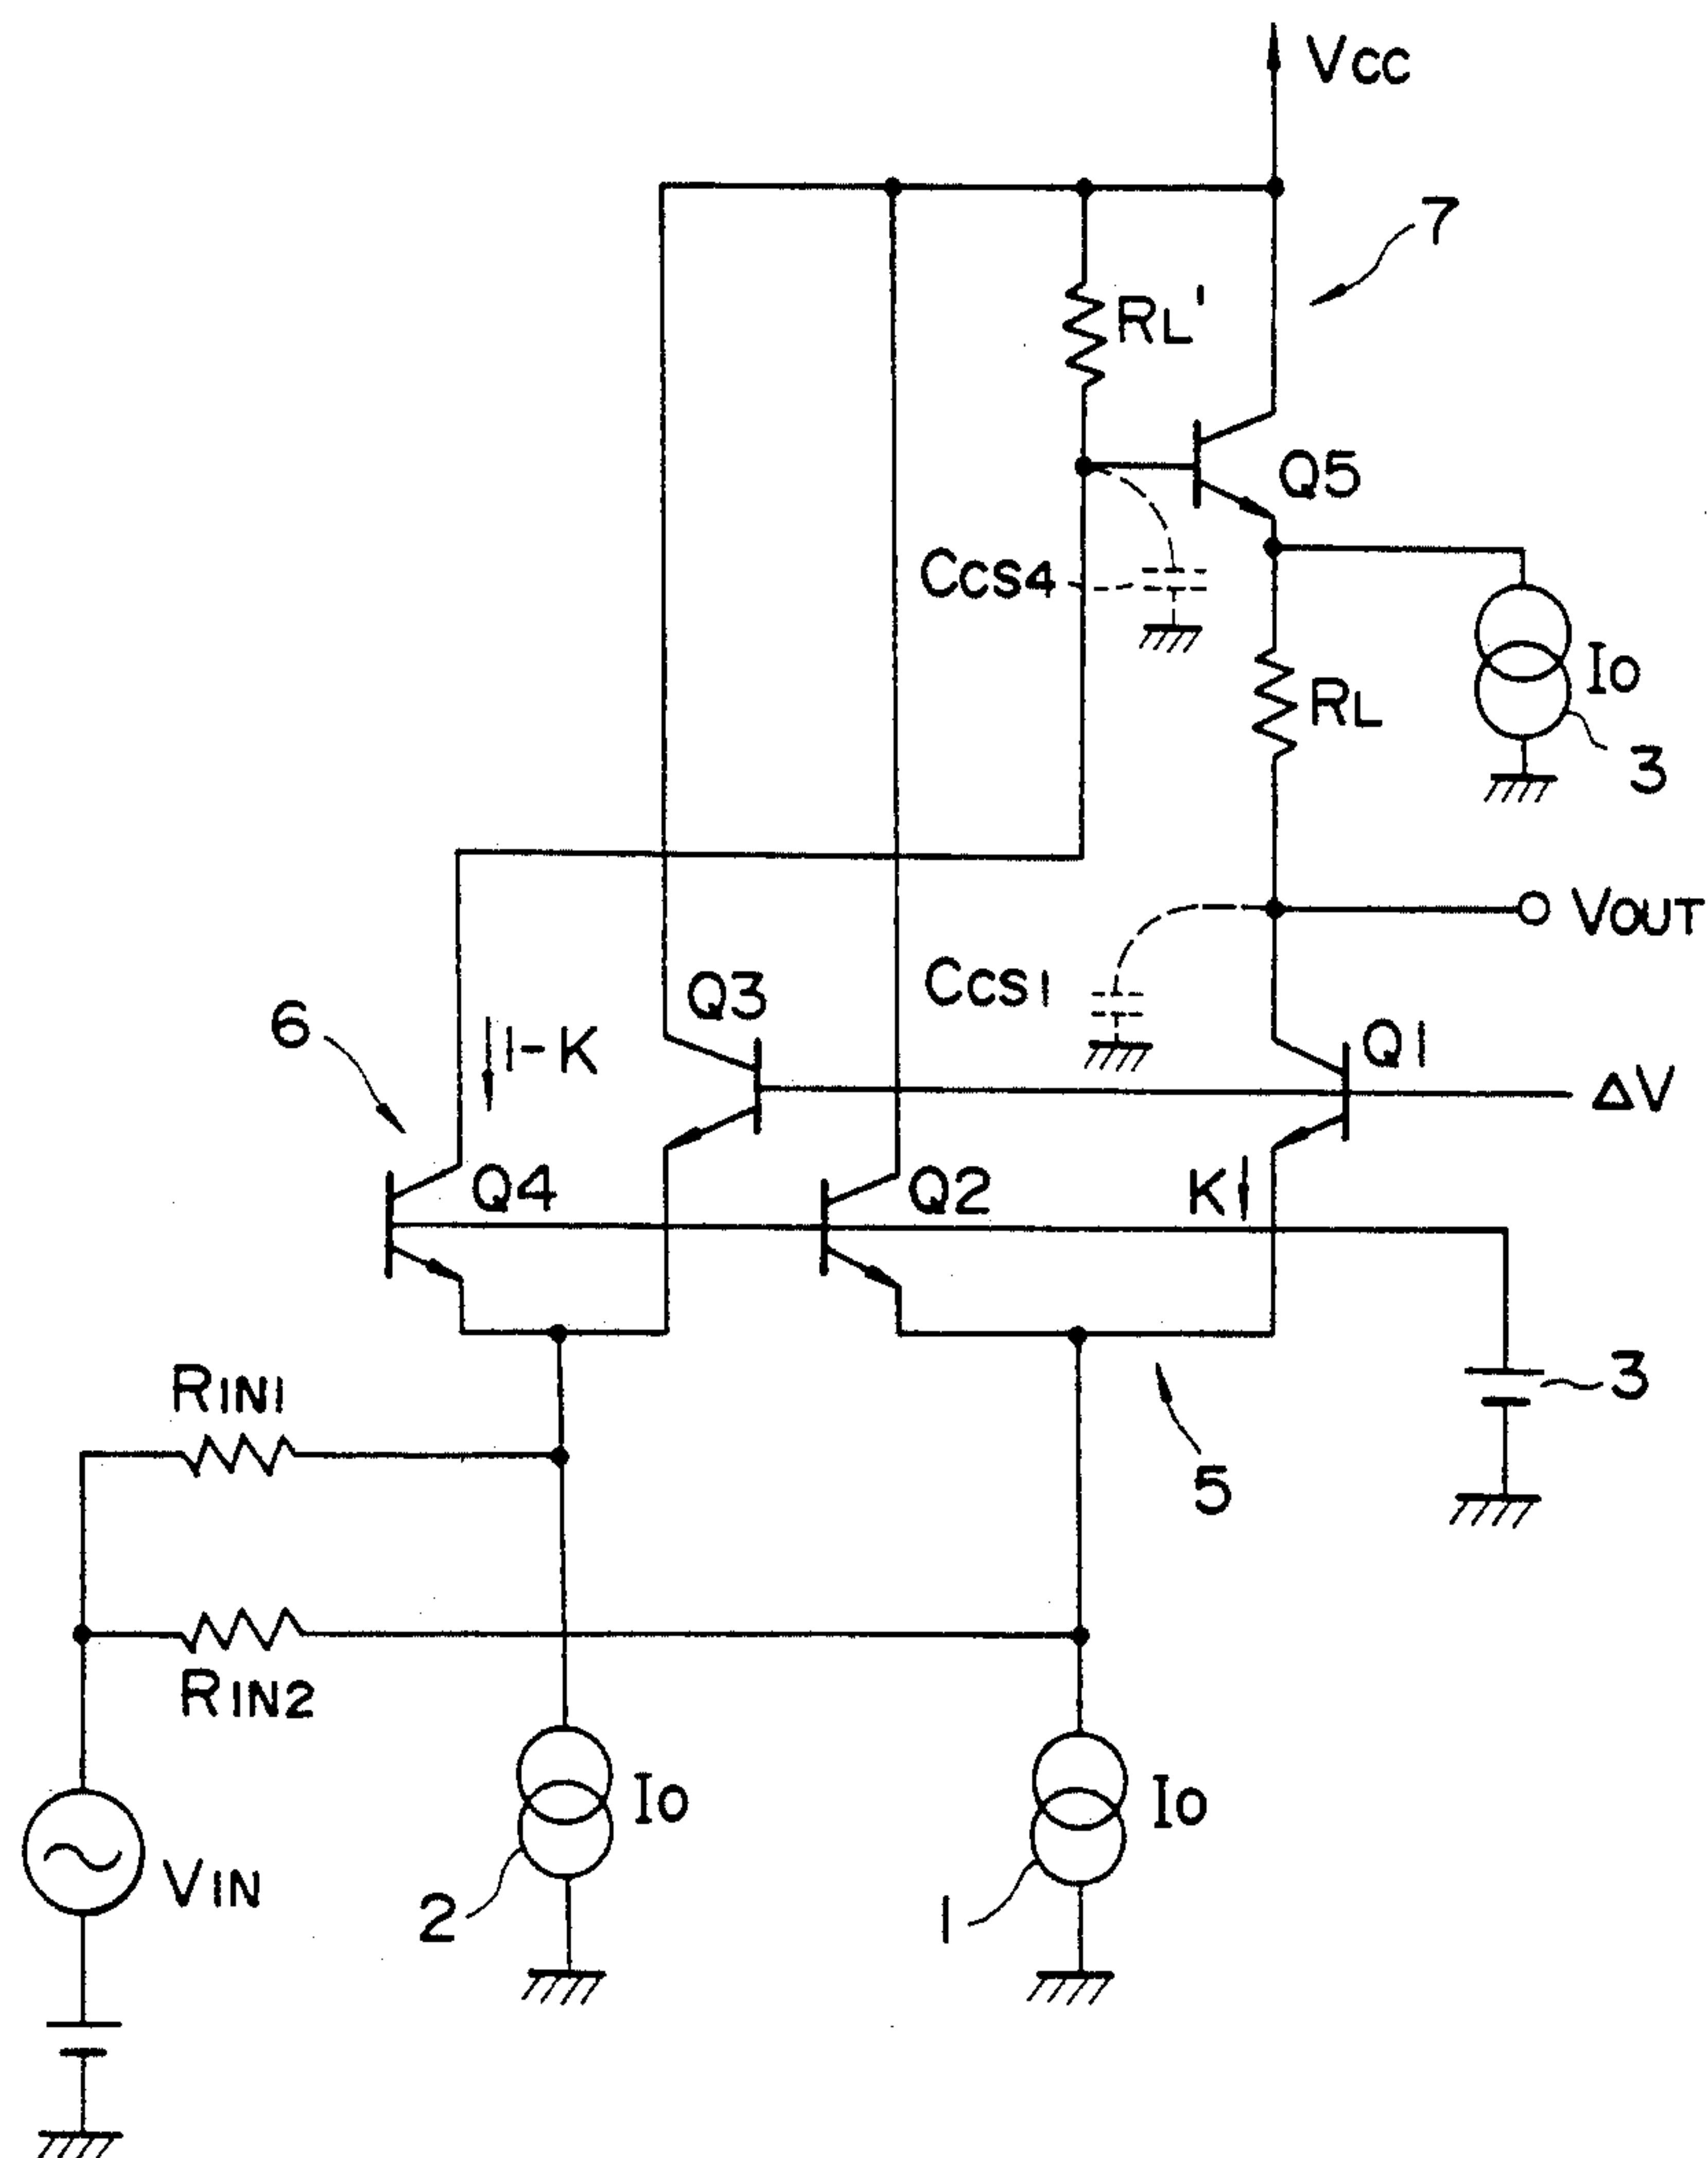 VCC
7
RL'
Q5
CCS4
IO
RL
3
VOUT
CCS1
Q3
6
1-K
Q1
ΔV
Q4
Q2
K
RIN1
3
5
RIN2
IO
IO
VIN
2
1